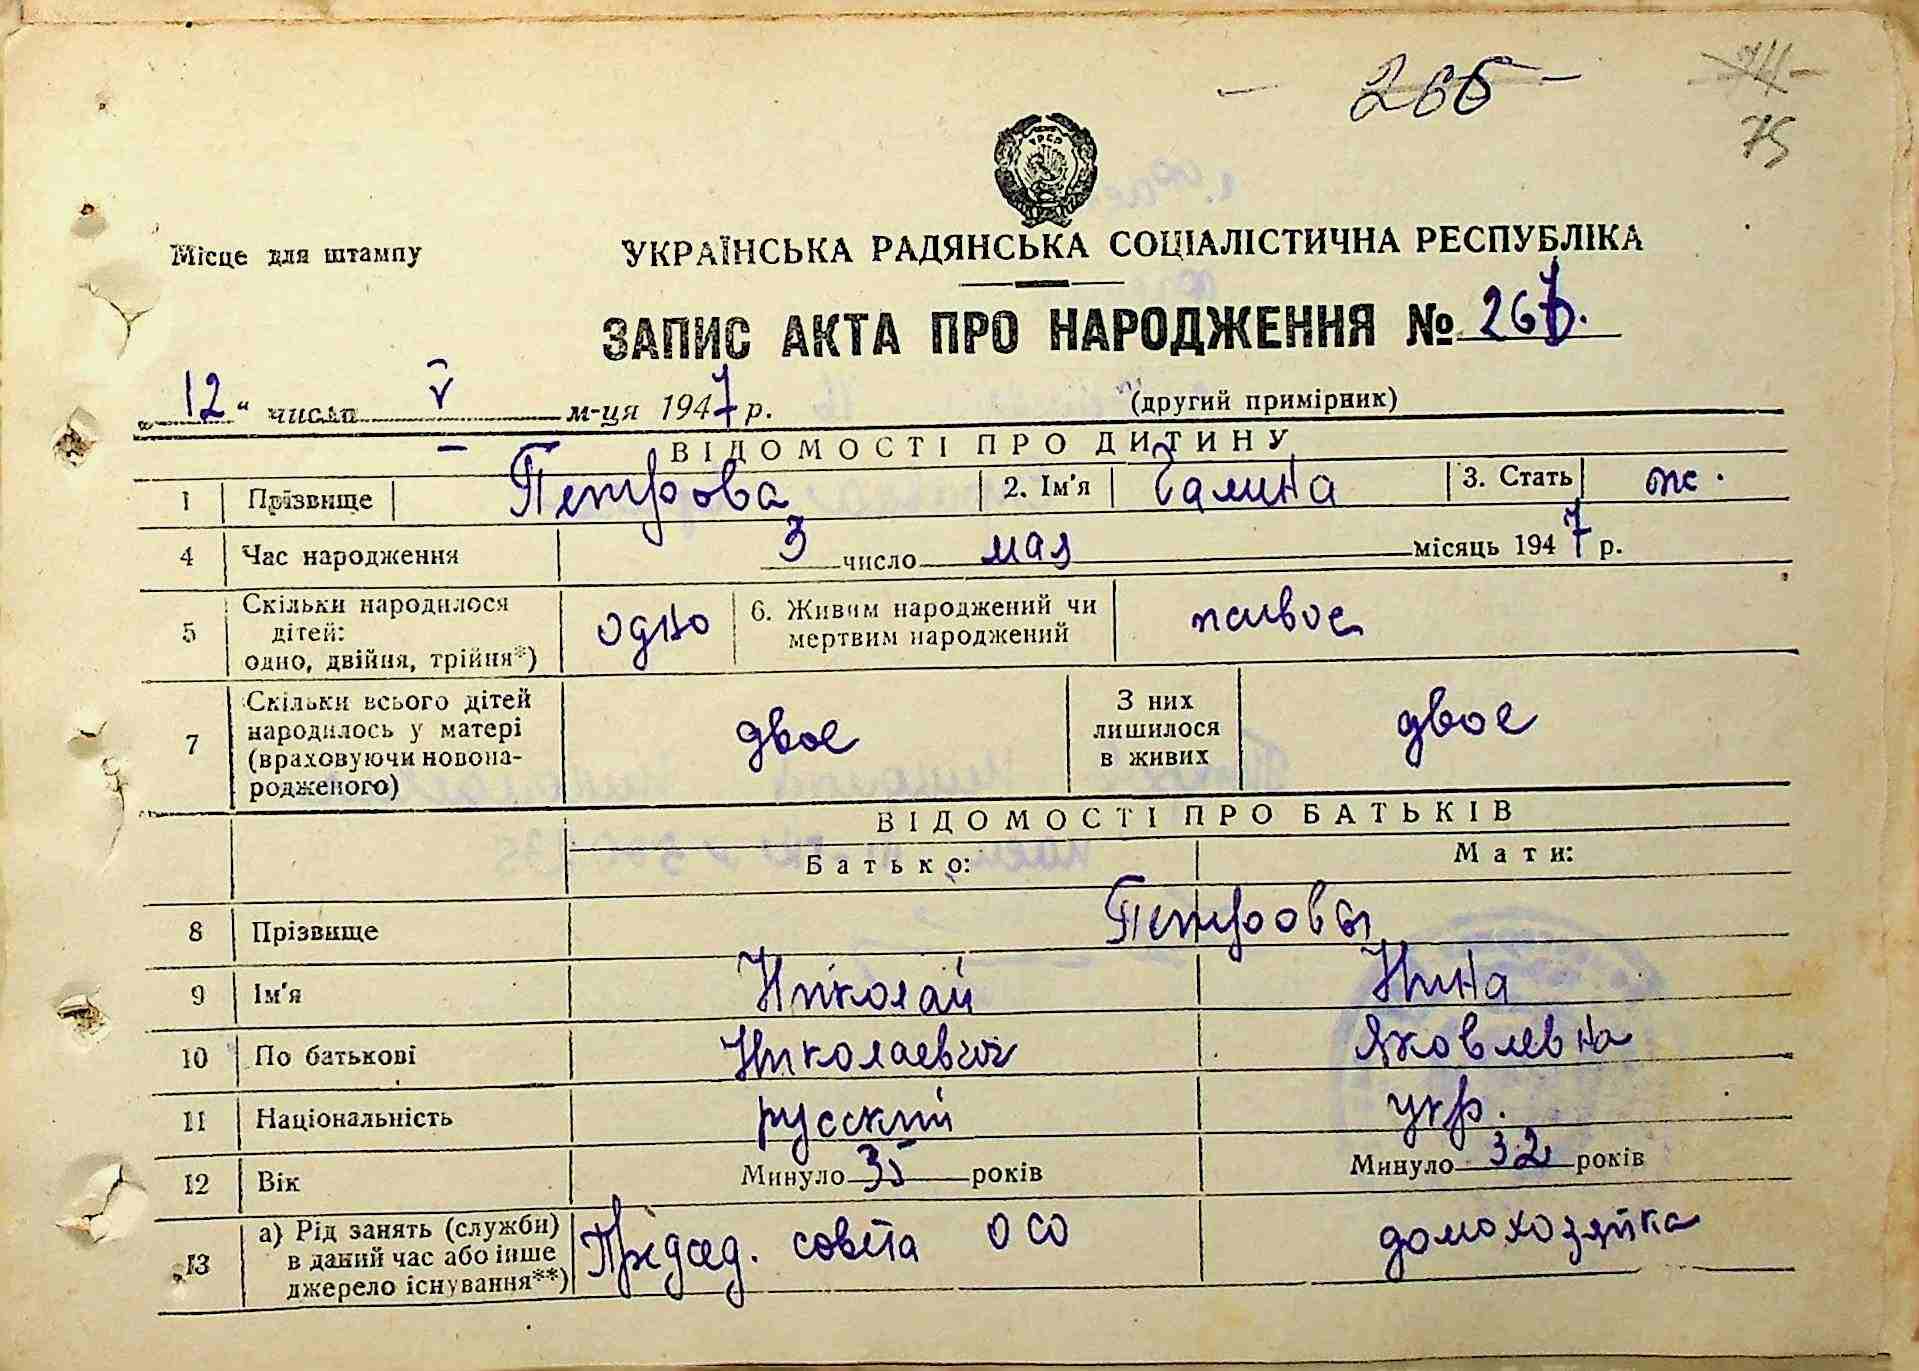 - 266 -
74
75
УРСР
Місце для штампу
УКРАЇНСЬКА РАДЯНСЬКА СОЦІАЛІСТИЧНА РЕСПУБЛІКА
ЗАПИС АКТА ПРО НАРОДЖЕННЯ №
„12“ числа V м-ця 1947 р.
(другий примірник)
ВІДОМОСТІ ПРО ДИТИНУ
1 Прізвище Петрова 2. Ім'я Галина 3. Стать ж.
4 Час народження 3 число мая місяць 1947 р.
5 Скільки народилося дітей: одно, двійня, трійня*) одно 6. Живим народжений чи мертвим народжений живое
7 Скільки всього дітей народилось у матері (враховуючи новонародженого) двое З них лишилося в живих двое
ВІДОМОСТІ ПРО БАТЬКІВ
Батько: Мати:
8 Прізвище Петровы
9 Ім'я Николай Нина
10 По батькові Николаевич Яковлевна
11 Національність русский укр.
12 Вік Минуло 35 років Минуло 32 років
13 а) Рід занять (служби) в даний час або інше джерело існування**) Председ. совета ОСО домохозяйка